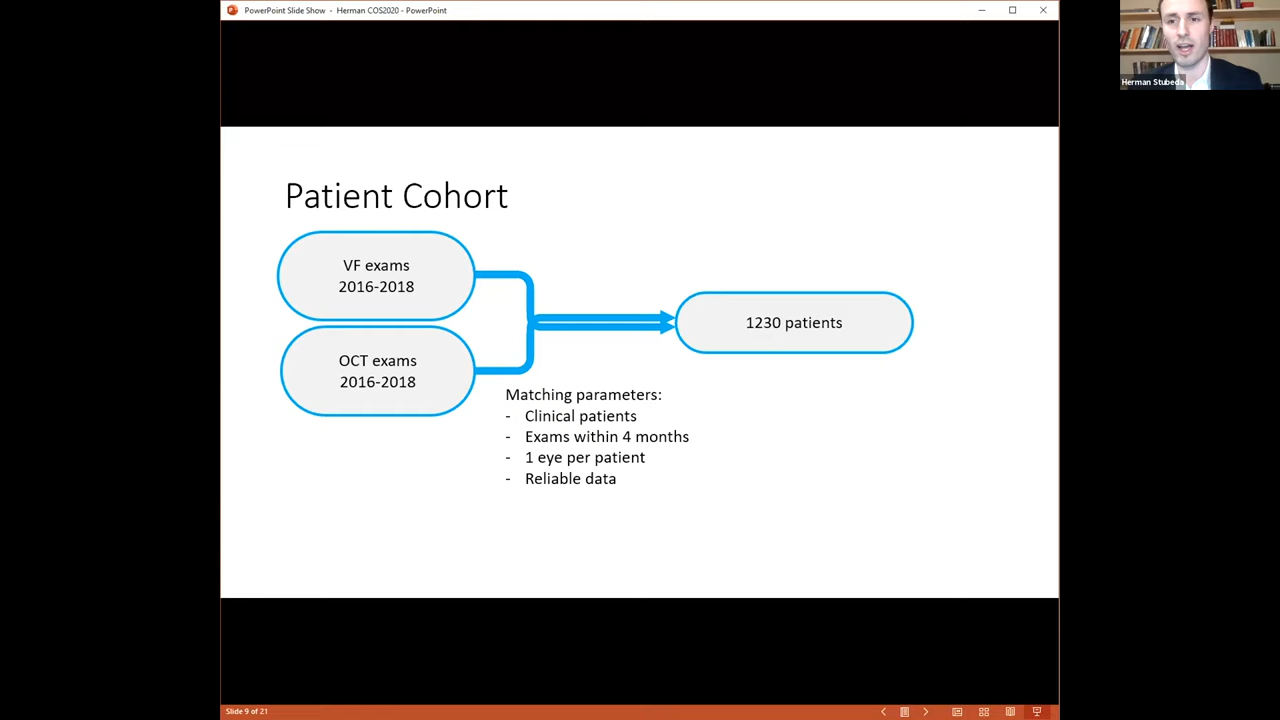 PowerPoint Slide Show - Herman COS2020 - PowerPoint
Herman Stubeda
Patient Cohort
VF exams
2016-2018
1230 patients
OCT exams
2016-2018
Matching parameters:
- Clinical patients
- Exams within 4 months
- 1 eye per patient
- Reliable data
Slide 9 of 21